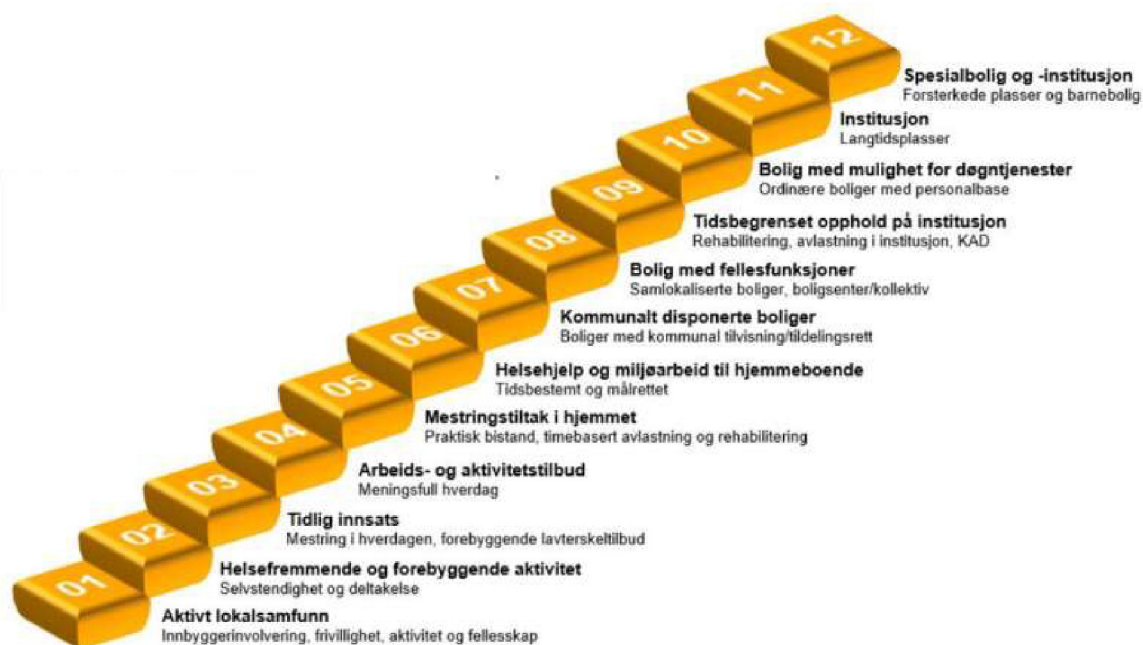 12
Spesialbolig og -institusjon
Forsterkede plasser og barnebolig
11
Institusjon
Langtidsplasser
10
Bolig med mulighet for døgntjenester
Ordinære boliger med personalbase
09
Tidsbegrenset opphold på institusjon
Rehabilitering, avlastning i institusjon, KAD
08
Bolig med fellesfunksjoner
Samlokaliserte boliger, boligsenter/kollektiv
07
Kommunalt disponerte boliger
Boliger med kommunal tilvisning/tildelingsrett
06
Helsehjelp og miljøarbeid til hjemmeboende
Tidsbestemt og målrettet
05
Mestringstiltak i hjemmet
Praktisk bistand, timebasert avlastning og rehabilitering
04
Arbeids- og aktivitetstilbud
Meningsfull hverdag
03
Tidlig innsats
Mestring i hverdagen, forebyggende lavterskeltilbud
02
Helsefremmende og forebyggende aktivitet
Selvstendighet og deltakelse
01
Aktivt lokalsamfunn
Innbyggerinvolvering, frivillighet, aktivitet og fellesskap